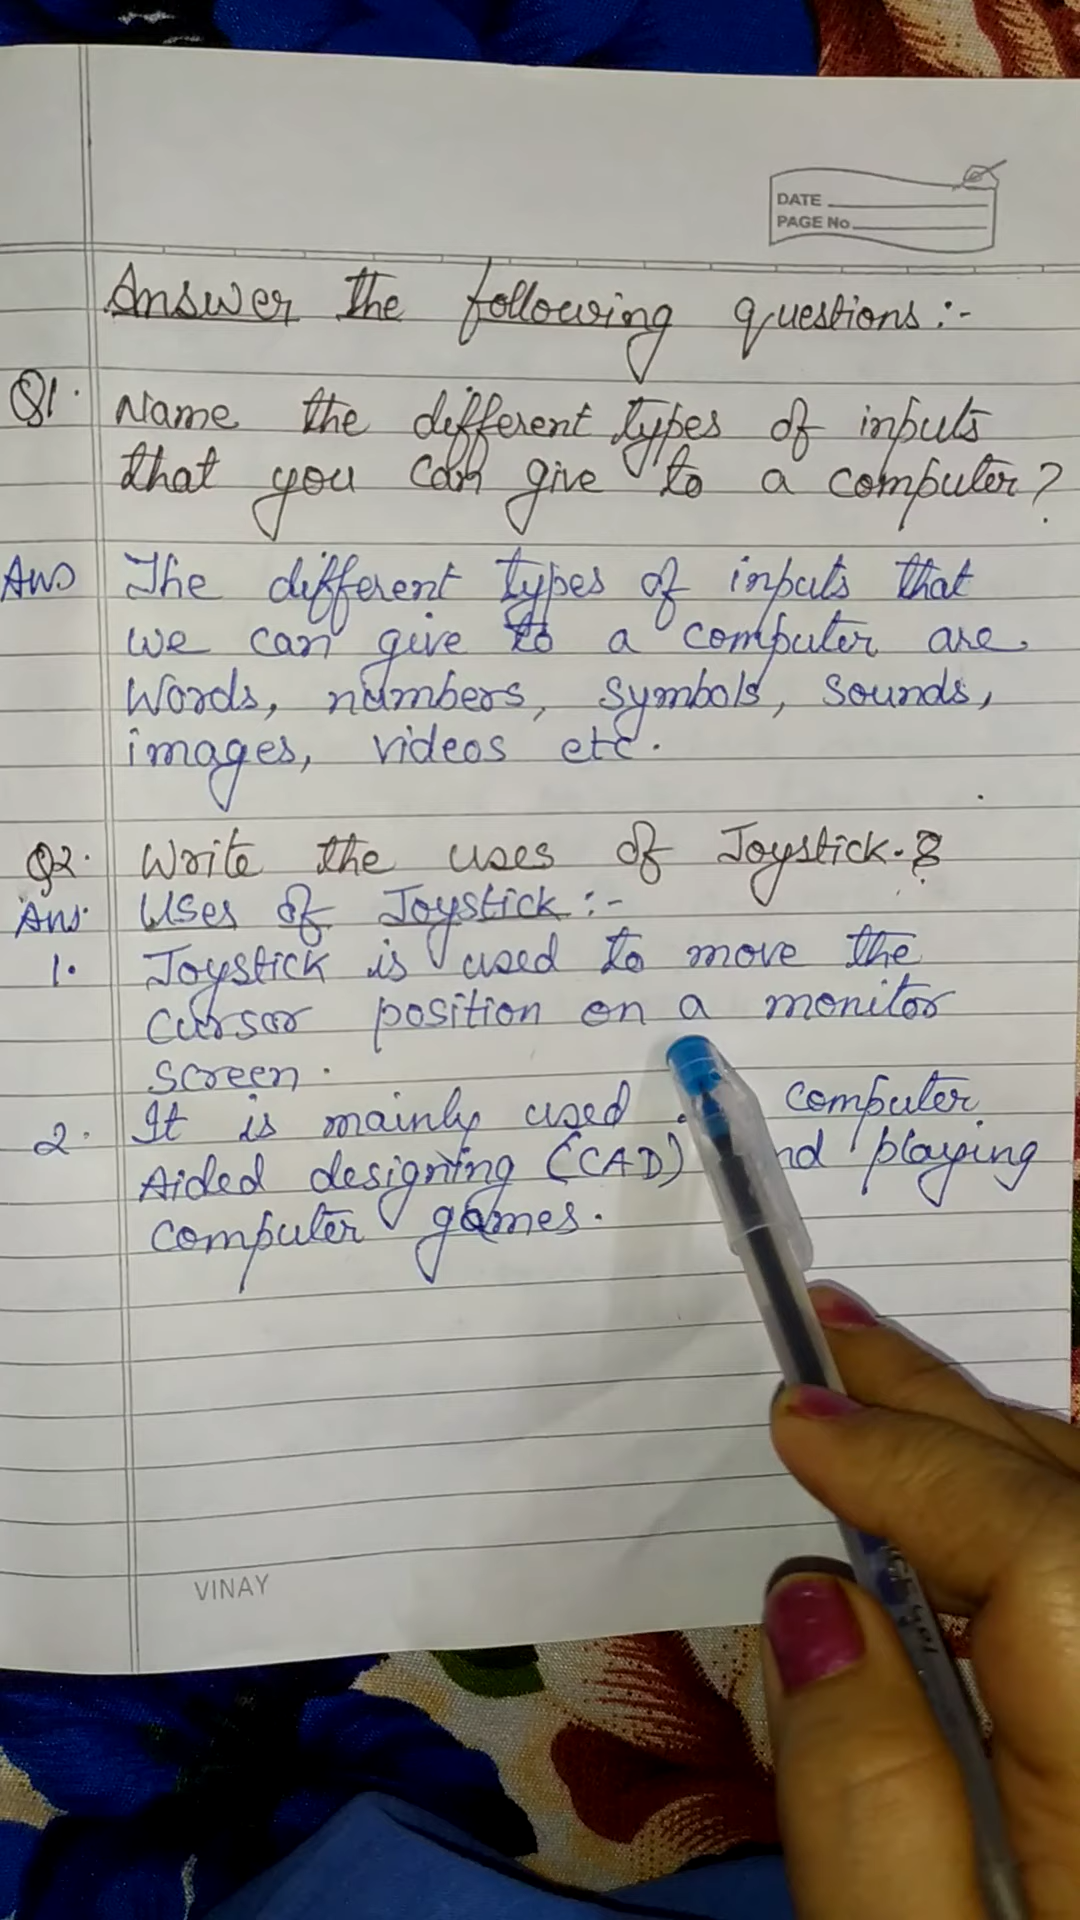 DATE
PAGE No.
Answer the following questions:-
Q1. Name the different types of inputs
that you can give to a computer?
Ans The different types of inputs that
we can give to a computer are.
Words, numbers, symbols, sounds,
images, videos etc.
Q2. Write the uses of Joystick.?
Ans. Uses of Joystick:-
1. Joystick is used to move the
cursor position on a monitor
screen.
2. It is mainly used computer
Aided designing (CAD) playing
computer games.
VINAY